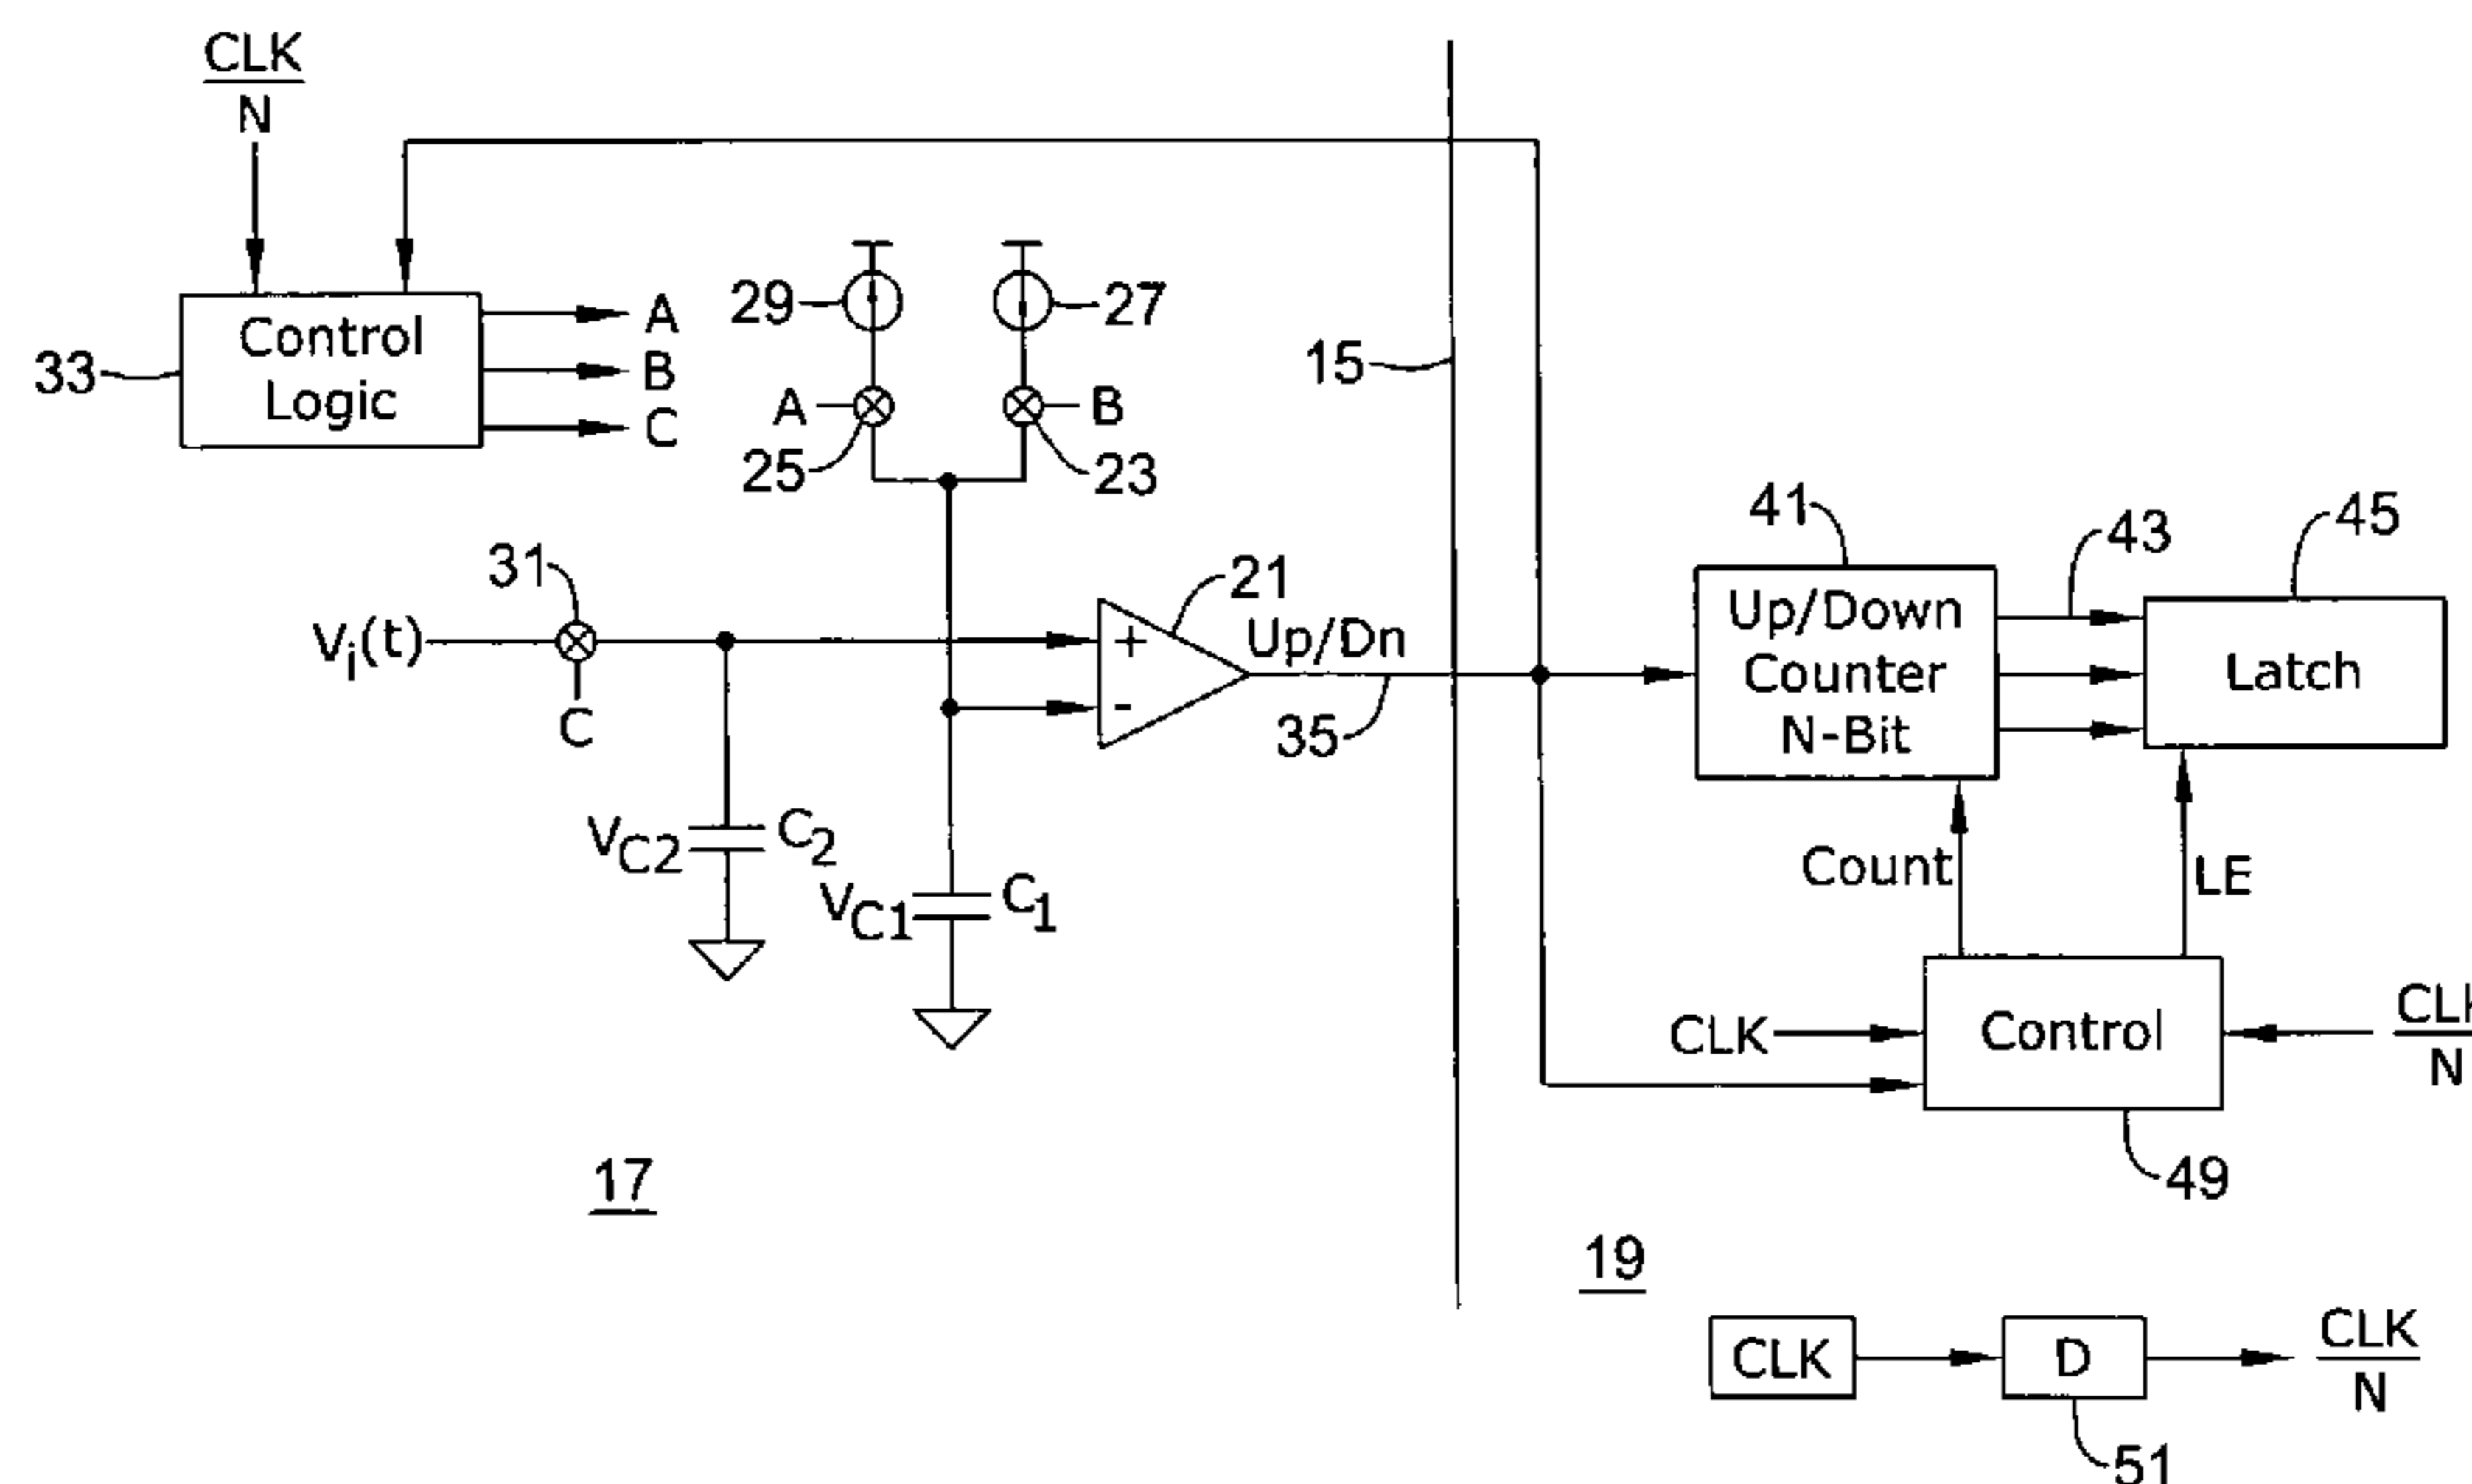 CLK
N
33
Control
Logic
A
B
C
29
27
A
B
25
23
15
31
Vi(t)
C
21
+
-
Up/Dn
35
VC2
C2
VC1
C1
17
41
Up/Down
Counter
N-Bit
43
45
Latch
Count
LE
CLK
Control
CLK
N
49
19
CLK
D
CLK
N
51